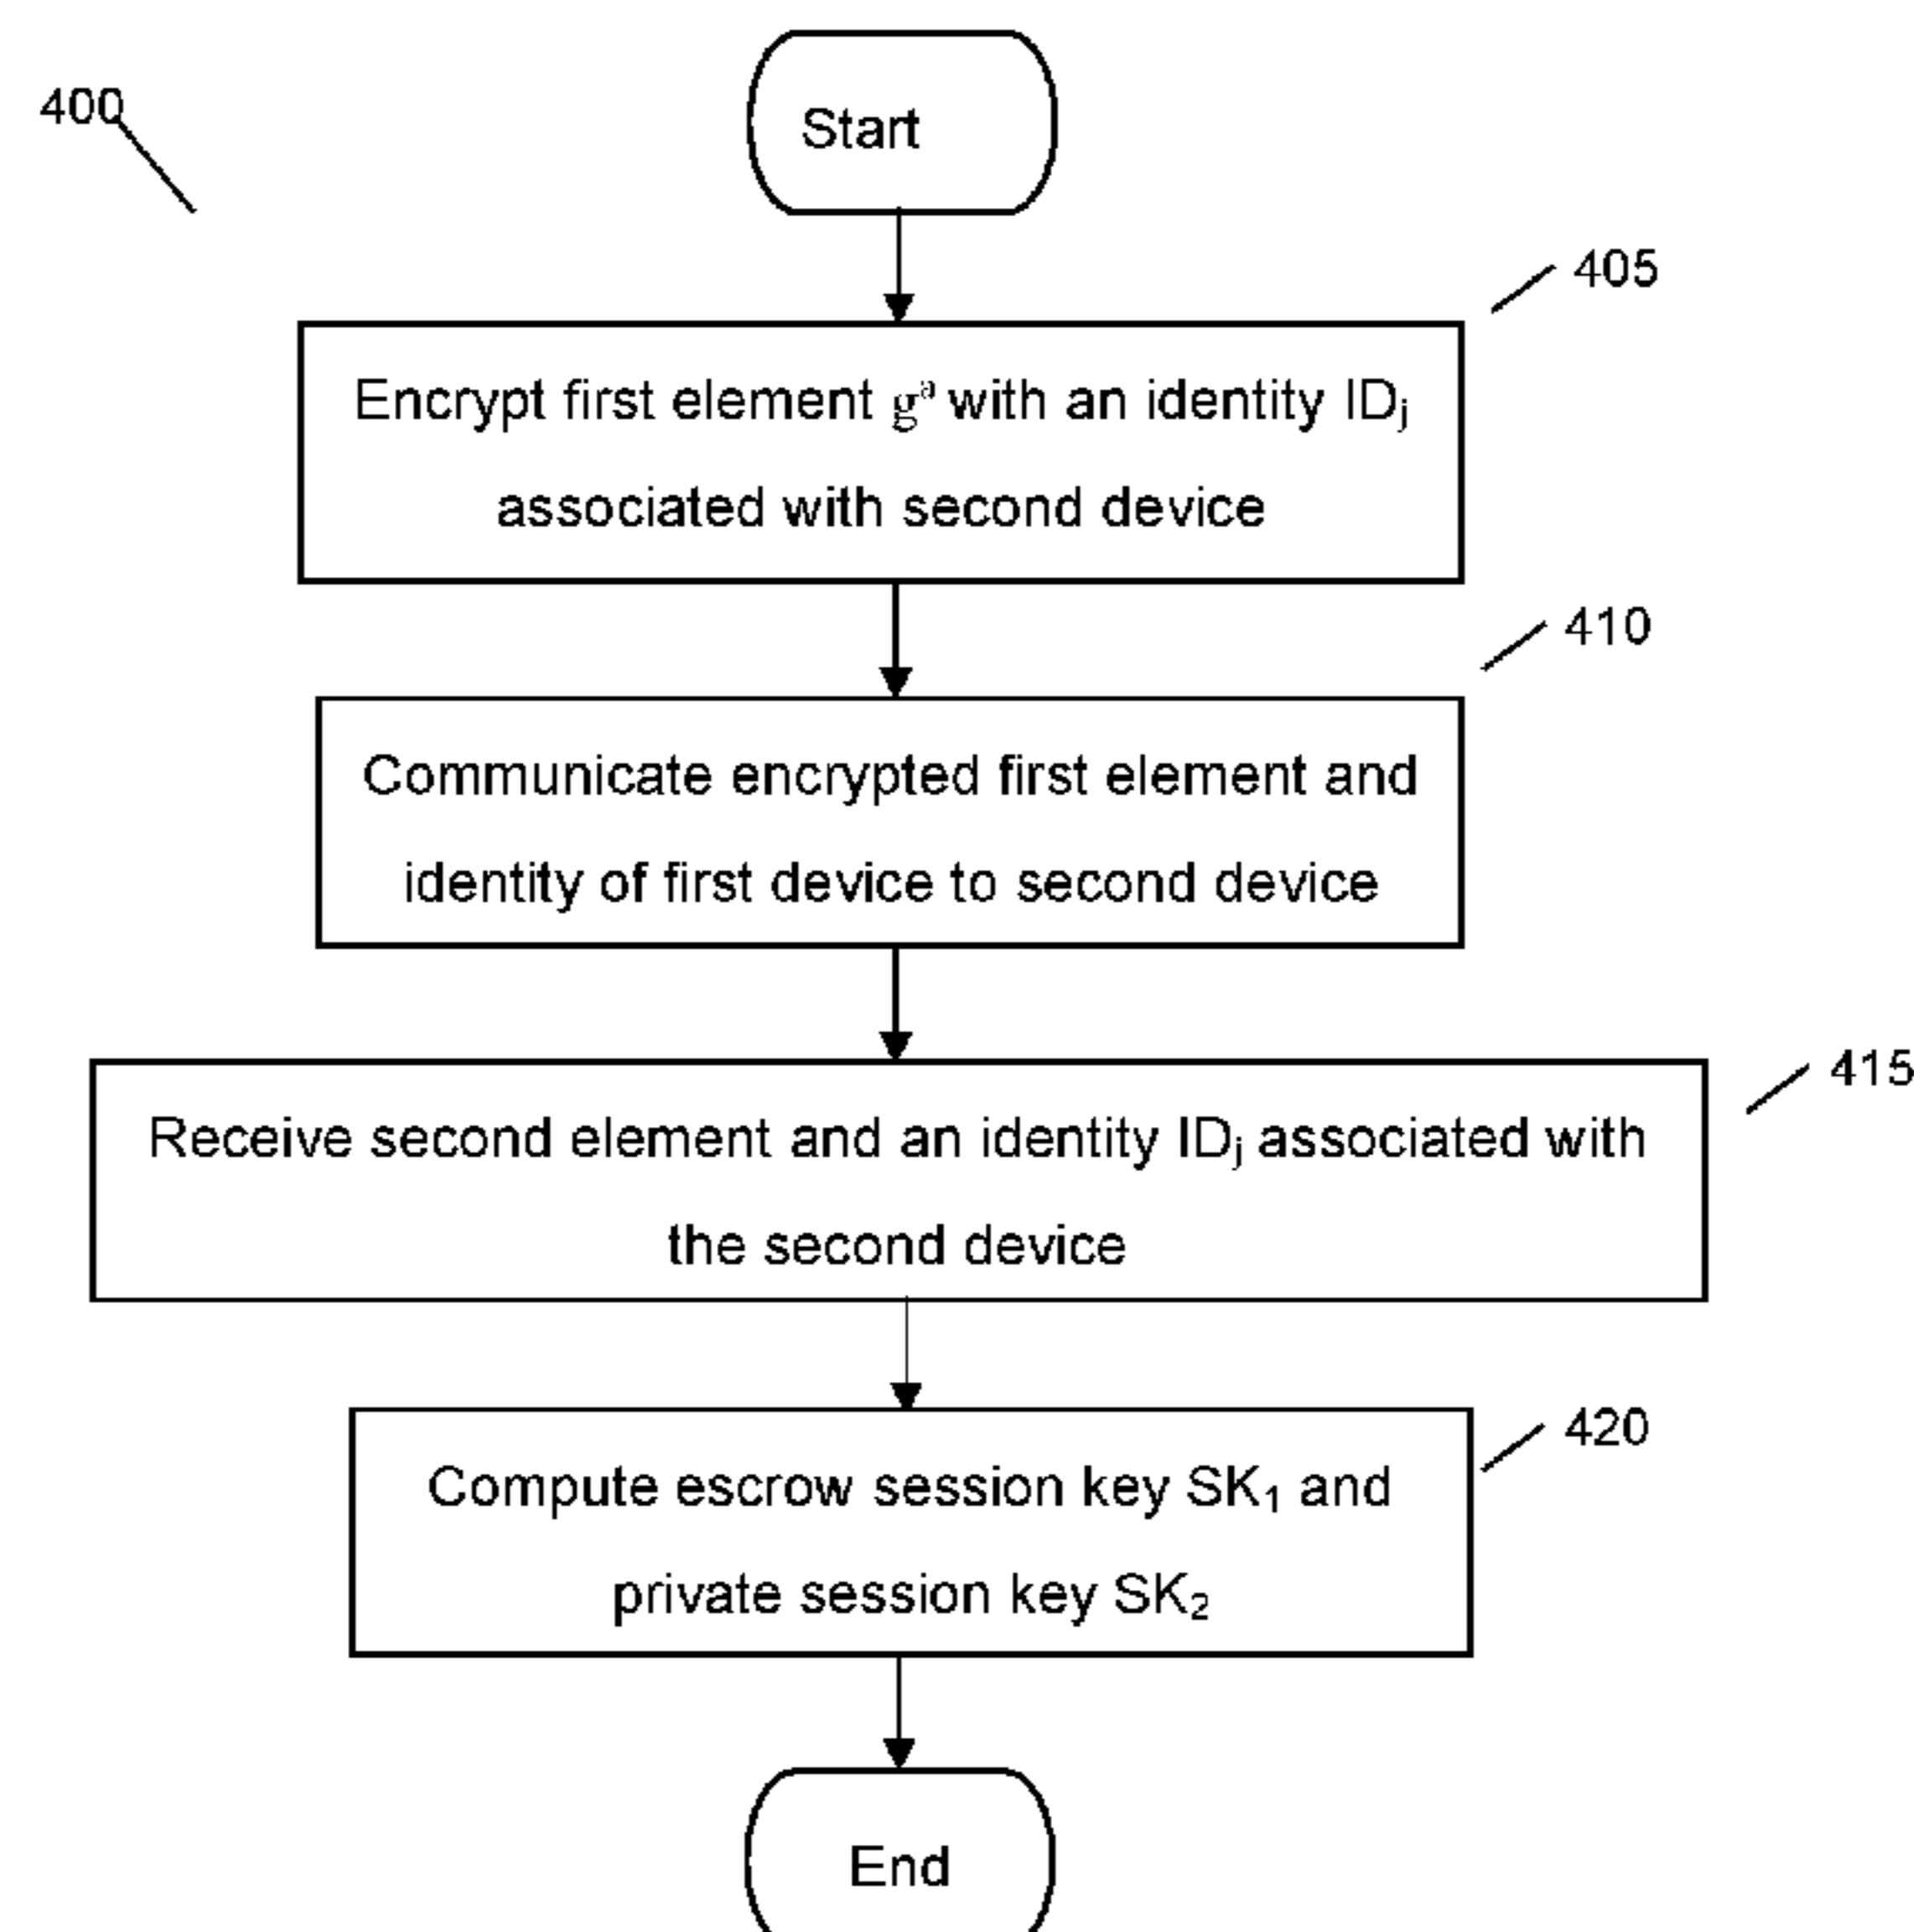 400
Start
405
Encrypt first element gᵃ with an identity IDⱼ
associated with second device
410
Communicate encrypted first element and
identity of first device to second device
415
Receive second element and an identity IDⱼ associated with
the second device
420
Compute escrow session key SK₁ and
private session key SK₂
End